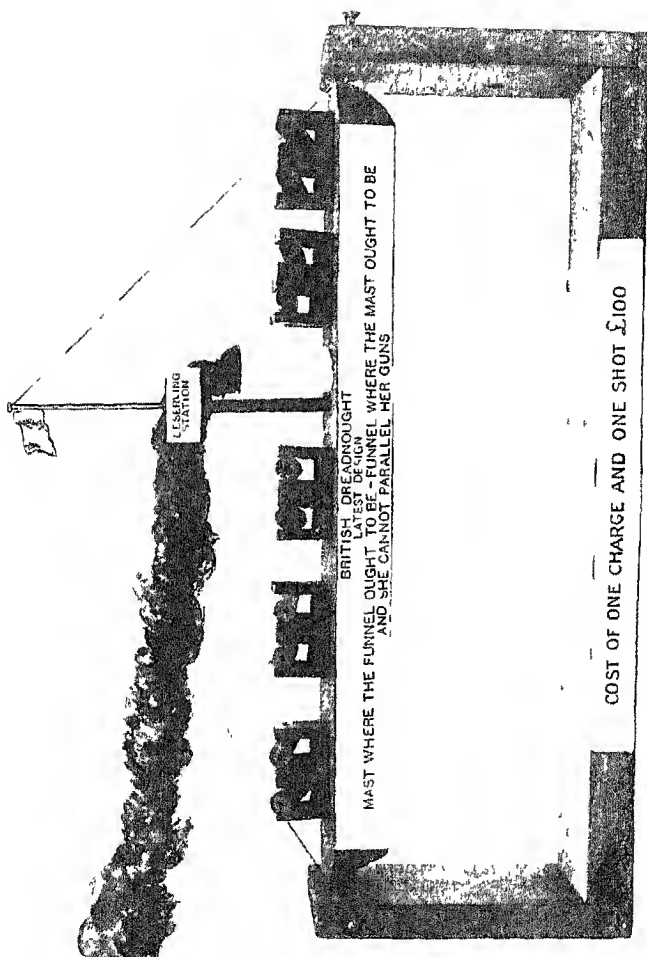 STATION
BRITISH DREADNOUGHT
LATEST DESIGN
MAST WHERE THE FUNNEL OUGHT TO BE - FUNNEL WHERE THE MAST OUGHT TO BE
AND SHE CANNOT PARALLEL HER GUNS
COST OF ONE CHARGE AND ONE SHOT £100